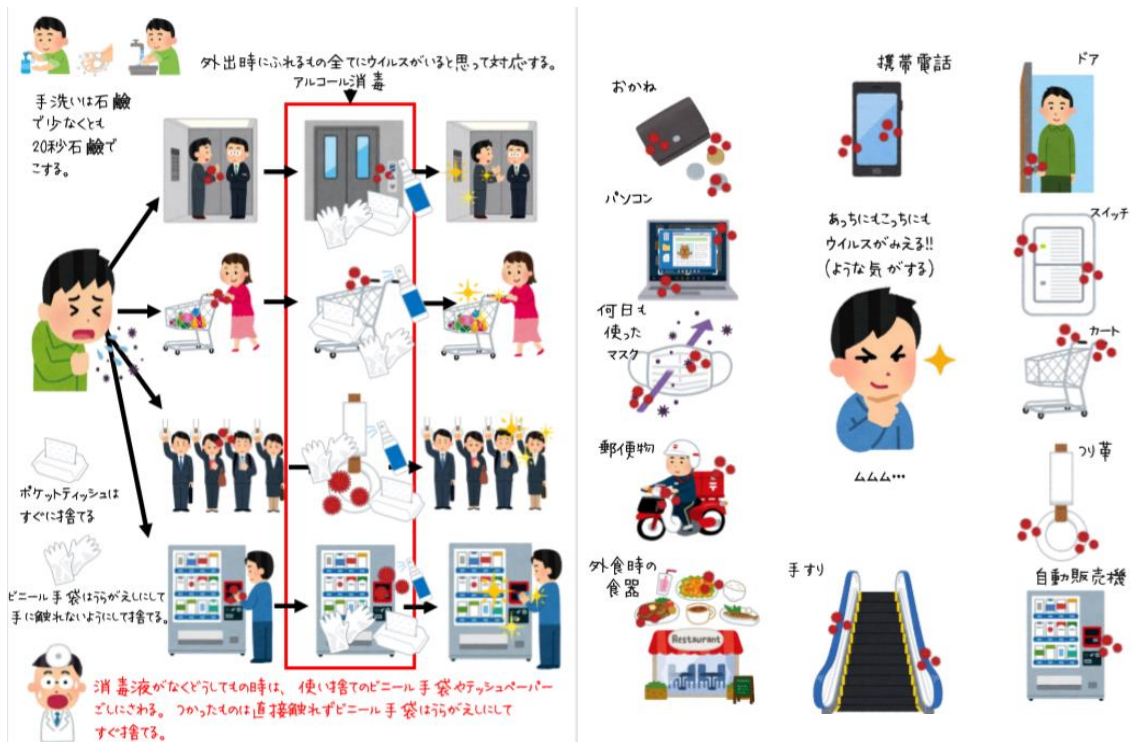 外出時にふれるもの全てにウイルスがいると思って対応する。
アルコール消毒
手洗いは石鹸
で少なくとも
20秒石鹸で
こする。
ポケットティッシュは
すぐに捨てる
ビニール手袋はうらがえしにして
手に触れないようにして捨てる。
消毒液がなくどうしてもの時は、使い捨てのビニール手袋やテッシュペーパー
ごしにさわる。つかったものは直接触れずビニール手袋はうらがえしにして
すぐ捨てる。
おかね
携帯電話
ドア
パソコン
あっちにもこっちにも
ウイルスがみえる!!
(ような気がする)
スイッチ
何日も
使った
マスク
カート
郵便物
ムムム…
つり革
外食時の
食器
Restaurant
手すり
自動販売機